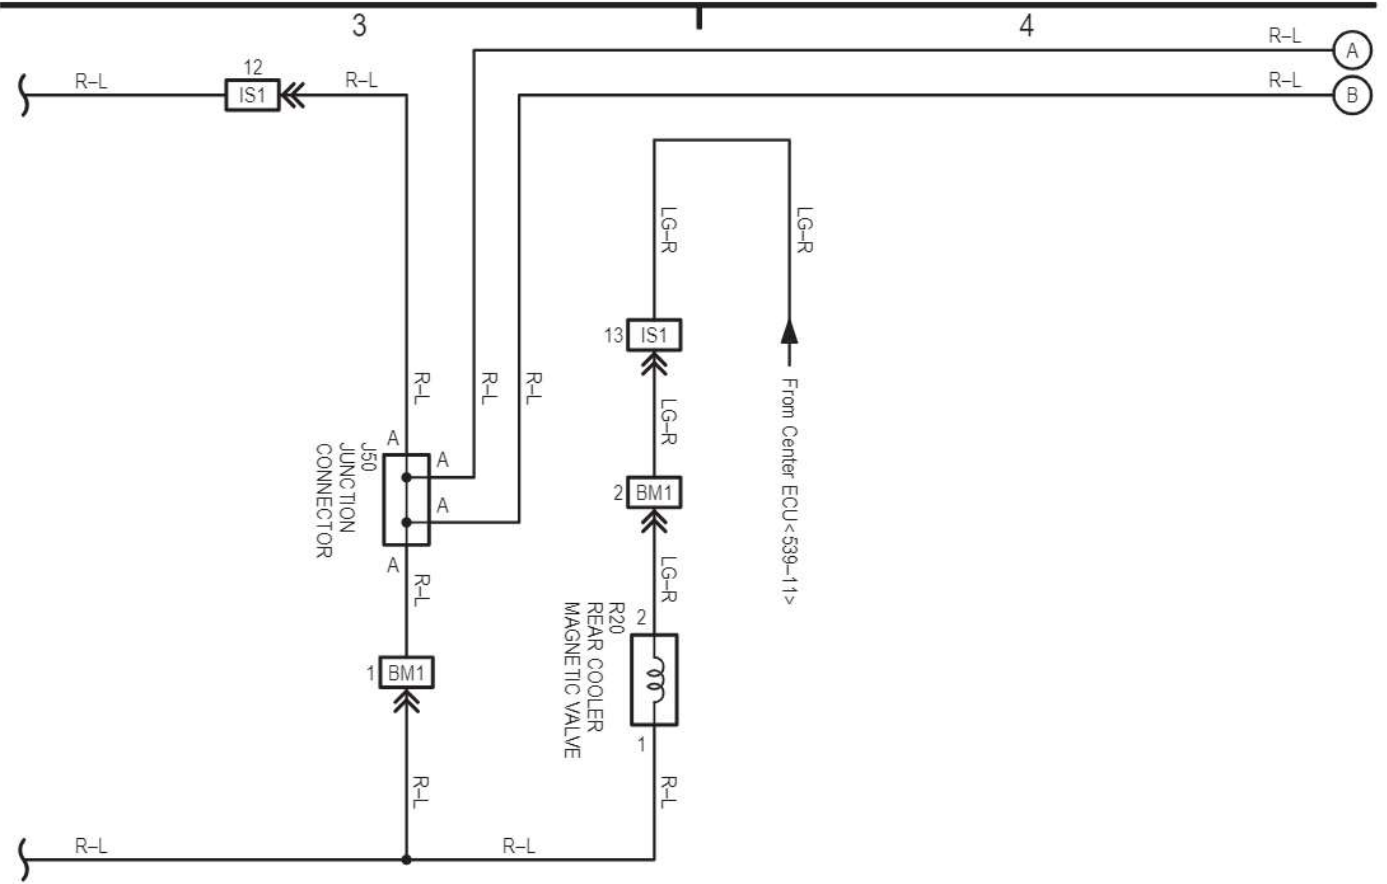 3
4
R–L
A
R–L
B
R–L
12
IS1
R–L
LG–R
LG–R
13
IS1
R–L
R–L
R–L
LG–R
From Center ECU<539–11>
A
J50
JUNCTION
CONNECTOR
A
A
A
2
BM1
R–L
LG–R
R20
REAR COOLER
MAGNETIC VALVE
2
1
1
BM1
R–L
R–L
R–L
R–L